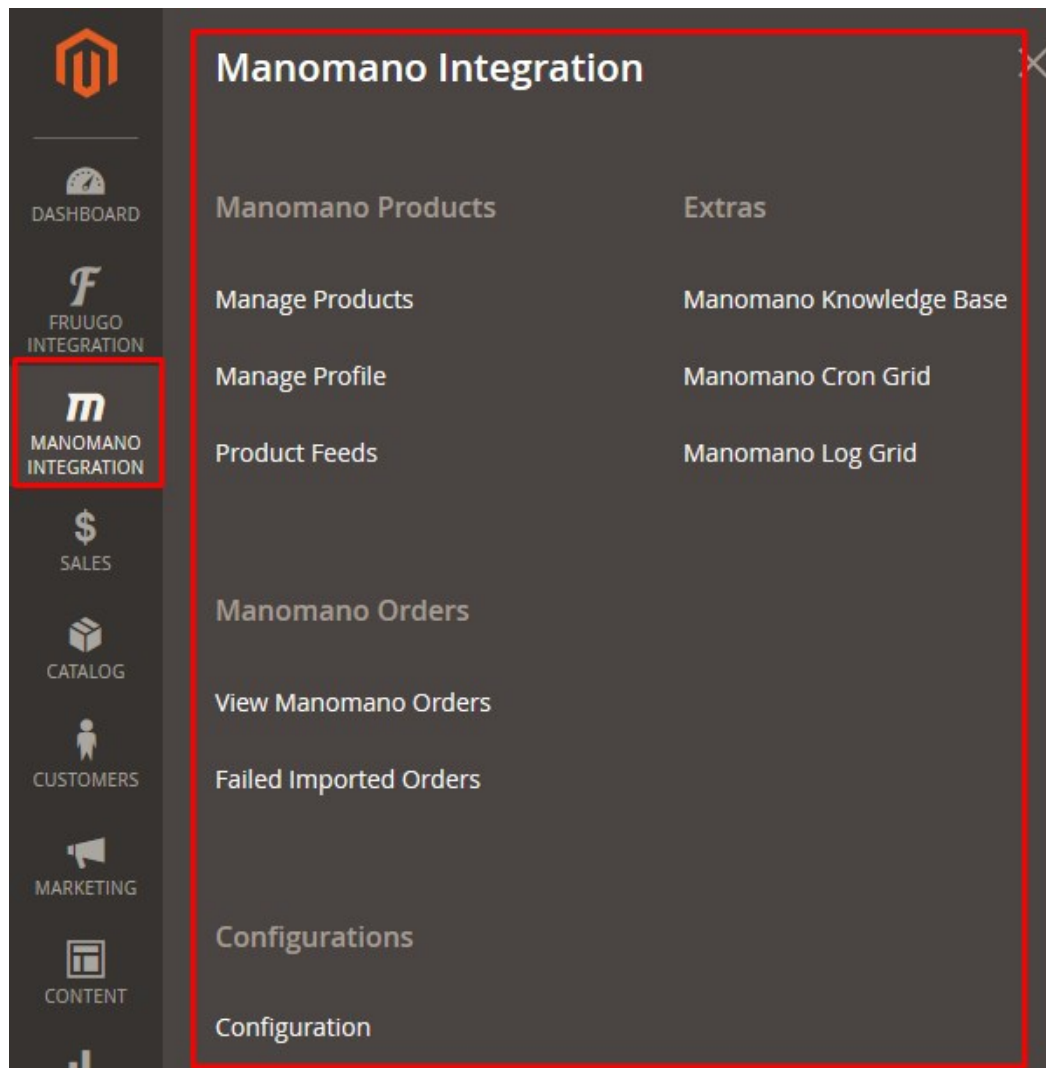 DASHBOARD
FRUUGO
INTEGRATION
m
MANOMANO
INTEGRATION
$
SALES
CATALOG
CUSTOMERS
MARKETING
CONTENT
Manomano Integration
Manomano Products
Manage Products
Manage Profile
Product Feeds
Manomano Orders
View Manomano Orders
Failed Imported Orders
Configurations
Configuration
Extras
Manomano Knowledge Base
Manomano Cron Grid
Manomano Log Grid